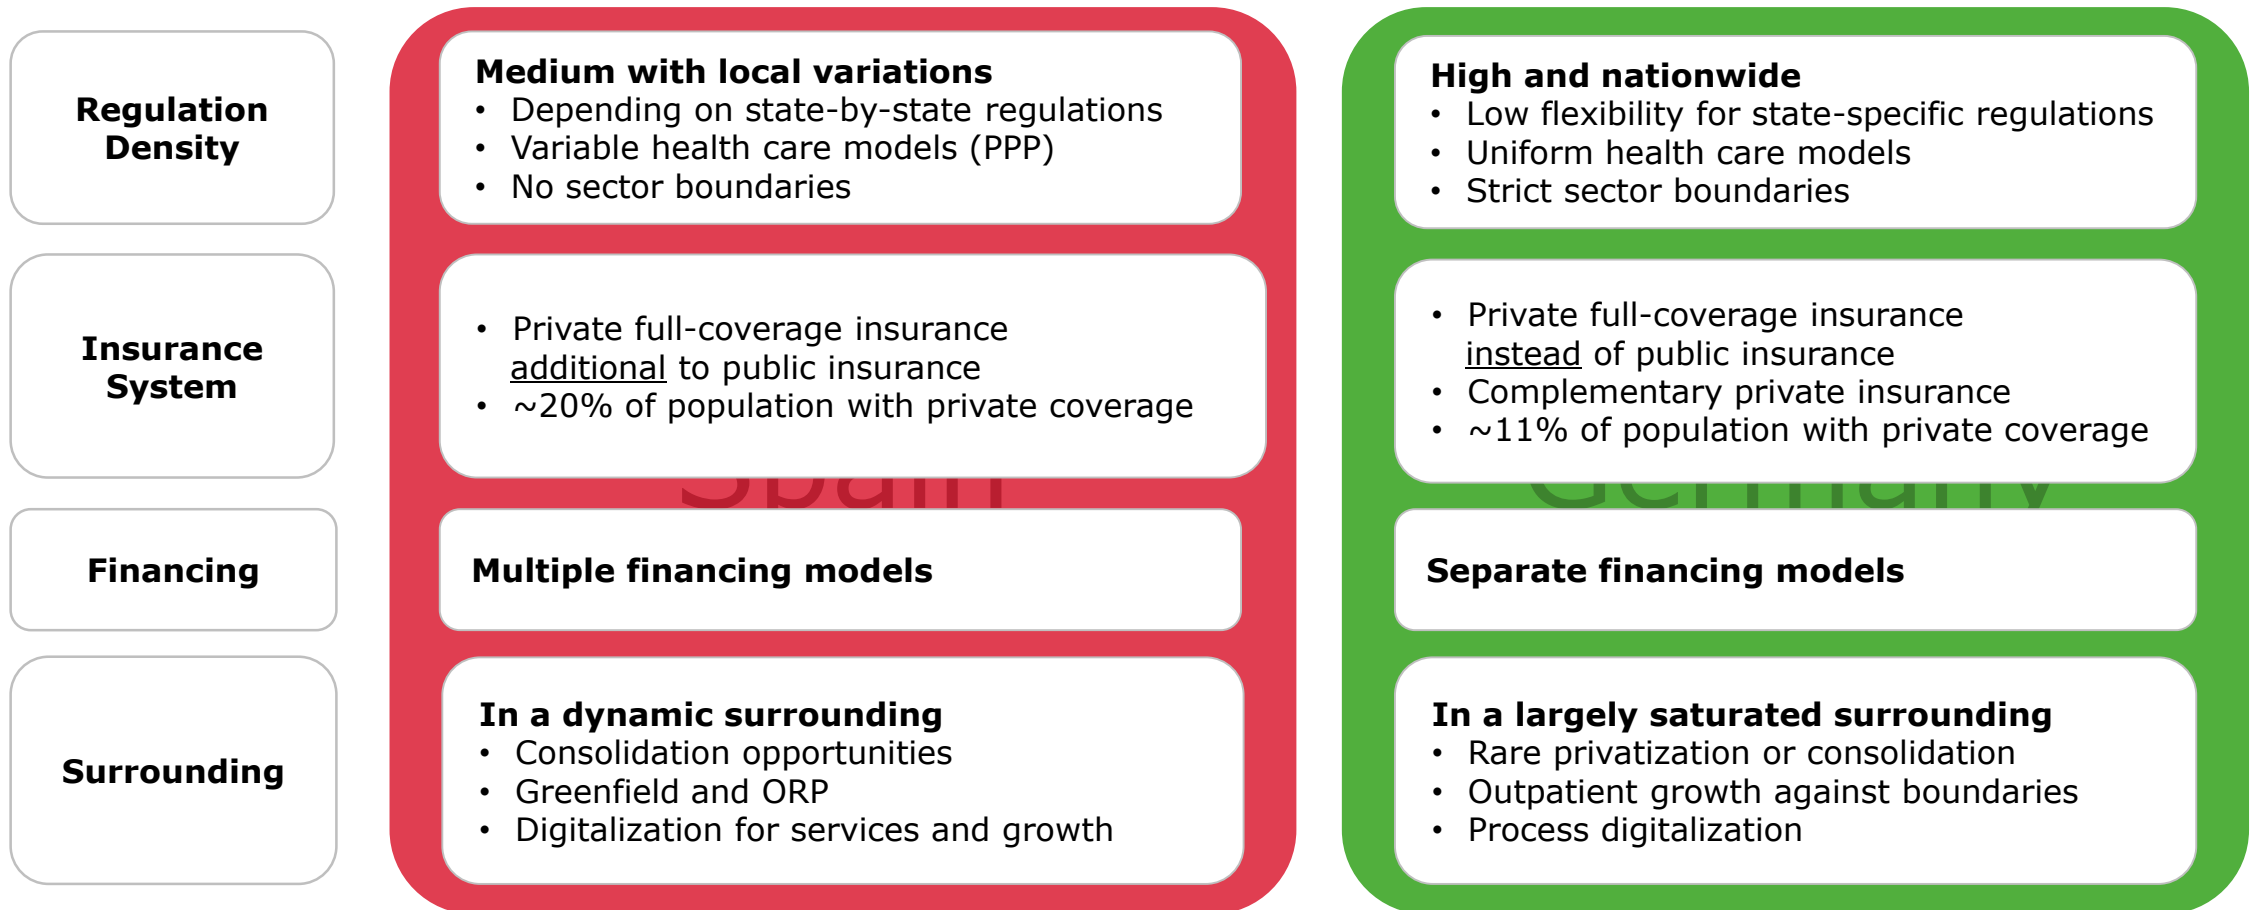 Regulation
Density
Medium with local variations
• Depending on state-by-state regulations
• Variable health care models (PPP)
• No sector boundaries
High and nationwide
• Low flexibility for state-specific regulations
• Uniform health care models
• Strict sector boundaries
Insurance
System
• Private full-coverage insurance
additional to public insurance
• ~20% of population with private coverage
• Private full-coverage insurance
instead of public insurance
• Complementary private insurance
• ~11% of population with private coverage
Spain
Germany
Financing
Multiple financing models
Separate financing models
Surrounding
In a dynamic surrounding
• Consolidation opportunities
• Greenfield and ORP
• Digitalization for services and growth
In a largely saturated surrounding
• Rare privatization or consolidation
• Outpatient growth against boundaries
• Process digitalization